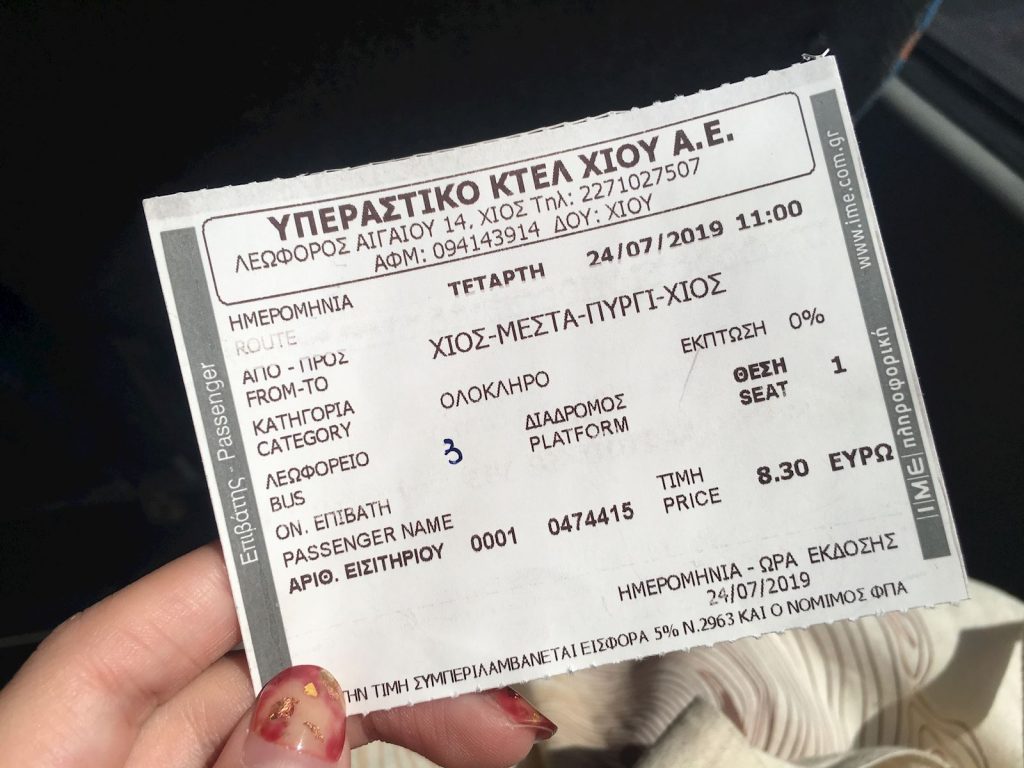 ΥΠΕΡΑΣΤΙΚΟ ΚΤΕΛ ΧΙΟΥ Α.Ε.
ΛΕΩΦΟΡΟΣ ΑΙΓΑΙΟΥ 14, ΧΙΟΣ Τηλ: 2271027507
ΑΦΜ: 094143914 ΔΟΥ: ΧΙΟΥ
ΗΜΕΡΟΜΗΝΙΑ ΤΕΤΑΡΤΗ 24/07/2019 11:00
ROUTE
ΑΠΟ - ΠΡΟΣ ΧΙΟΣ-ΜΕΣΤΑ-ΠΥΡΓΙ-ΧΙΟΣ
FROM-TO
ΚΑΤΗΓΟΡΙΑ ΟΛΟΚΛΗΡΟ ΕΚΠΤΩΣΗ 0%
CATEGORY
ΛΕΩΦΟΡΕΙΟ 3 ΔΙΑΔΡΟΜΟΣ ΘΕΣΗ 1
BUS PLATFORM SEAT
ΟΝ. ΕΠΙΒΑΤΗ
PASSENGER NAME
ΑΡΙΘ. ΕΙΣΙΤΗΡΙΟΥ 0001 0474415 ΤΙΜΗ 8.30 ΕΥΡΩ
PRICE
ΗΜΕΡΟΜΗΝΙΑ - ΩΡΑ ΕΚΔΟΣΗΣ
24/07/2019
ΤΗΝ ΤΙΜΗ ΣΥΜΠΕΡΙΛΑΜΒΑΝΕΤΑΙ ΕΙΣΦΟΡΑ 5% Ν.2963 ΚΑΙ Ο ΝΟΜΙΜΟΣ ΦΠΑ
Επιβάτης - Passenger
www.ime.com.gr
IME πληροφορική